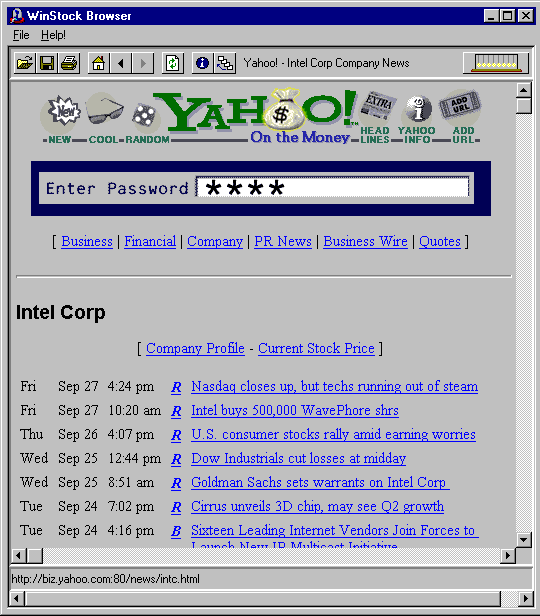 WinStock Browser
File Help!
Yahoo! - Intel Corp Company News
NEW COOL RANDOM YAHOO! On the Money EXTRA HEAD LINES YAHOO INFO ADD URL ADD URL
Enter Password ****
[ Business | Financial | Company | PR News | Business Wire | Quotes ]
Intel Corp
[ Company Profile - Current Stock Price ]
Fri Sep 27 4:24 pm R Nasdaq closes up, but techs running out of steam
Fri Sep 27 10:20 am R Intel buys 500,000 WavePhore shrs
Thu Sep 26 4:07 pm R U.S. consumer stocks rally amid earning worries
Wed Sep 25 12:44 pm R Dow Industrials cut losses at midday
Wed Sep 25 8:51 am R Goldman Sachs sets warrants on Intel Corp
Tue Sep 24 7:02 pm R Cirrus unveils 3D chip, may see Q2 growth
Tue Sep 24 4:16 pm B Sixteen Leading Internet Vendors Join Forces to
Launch New IP Multicast Initiative
http://biz.yahoo.com:80/news/intc.html